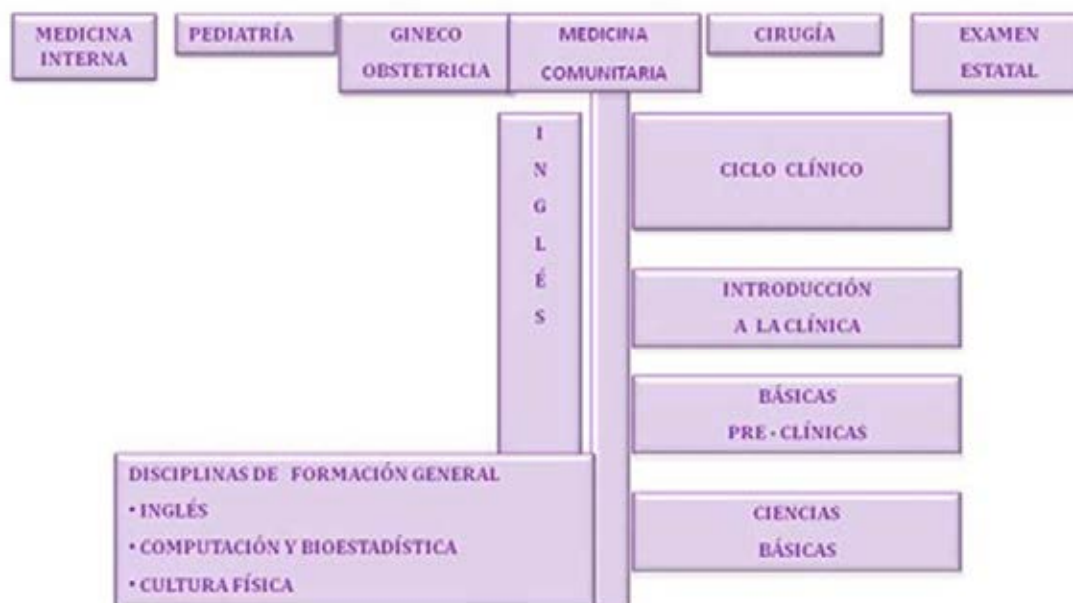 MEDICINA
INTERNA
PEDIATRÍA
GINECO
OBSTETRICIA
MEDICINA
COMUNITARIA
CIRUGÍA
EXAMEN
ESTATAL
I
N
G
L
É
S
CICLO CLÍNICO
INTRODUCCIÓN
A LA CLÍNICA
BÁSICAS
PRE - CLÍNICAS
DISCIPLINAS DE FORMACIÓN GENERAL
• INGLÉS
• COMPUTACIÓN Y BIOESTADÍSTICA
• CULTURA FÍSICA
CIENCIAS
BÁSICAS